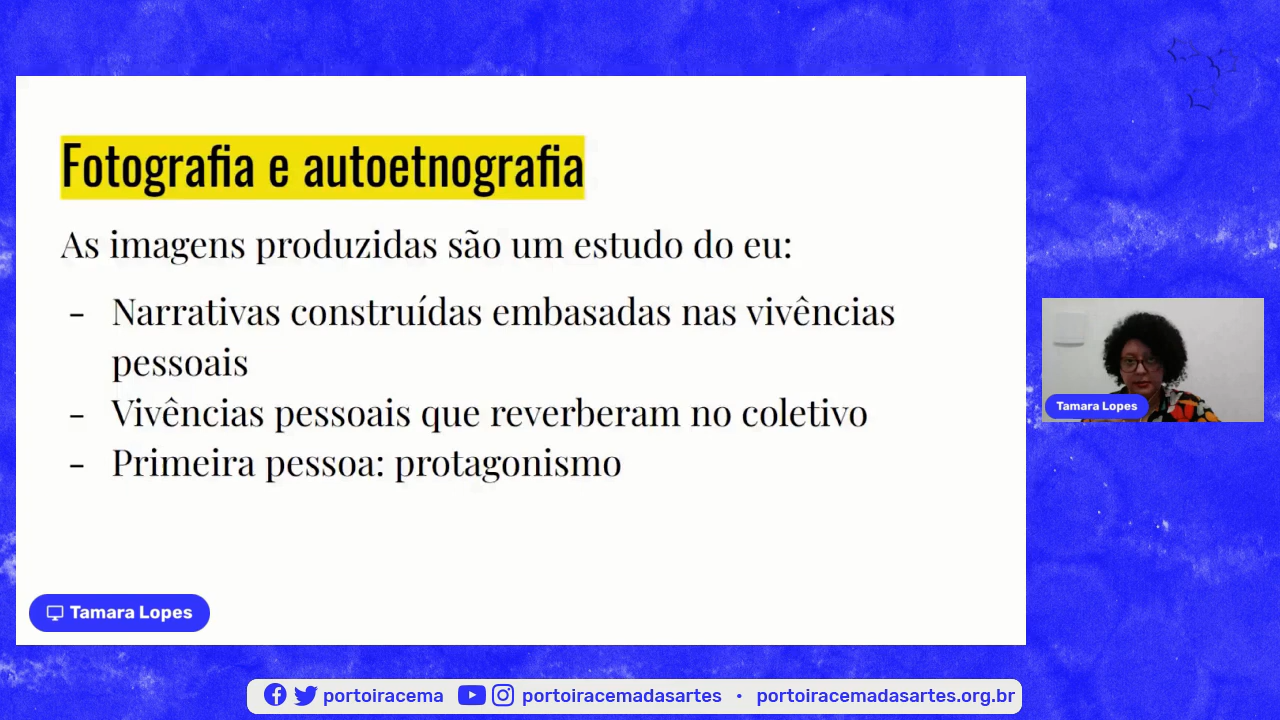 Fotografia e autoetnografia
As imagens produzidas são um estudo do eu:
- Narrativas construídas embasadas nas vivências
pessoais
- Vivências pessoais que reverberam no coletivo
- Primeira pessoa: protagonismo
Tamara Lopes
Tamara Lopes
portoiracema portoiracemadasartes • portoiracemadasartes.org.br